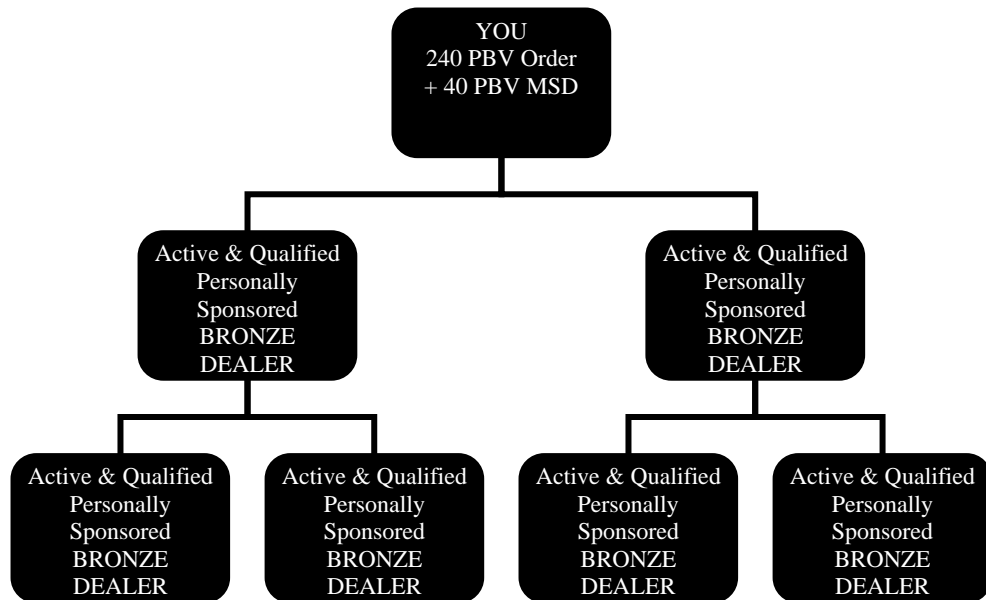 YOU
240 PBV Order
+ 40 PBV MSD
Active & Qualified
Personally
Sponsored
BRONZE
DEALER
Active & Qualified
Personally
Sponsored
BRONZE
DEALER
Active & Qualified
Personally
Sponsored
BRONZE
DEALER
Active & Qualified
Personally
Sponsored
BRONZE
DEALER
Active & Qualified
Personally
Sponsored
BRONZE
DEALER
Active & Qualified
Personally
Sponsored
BRONZE
DEALER